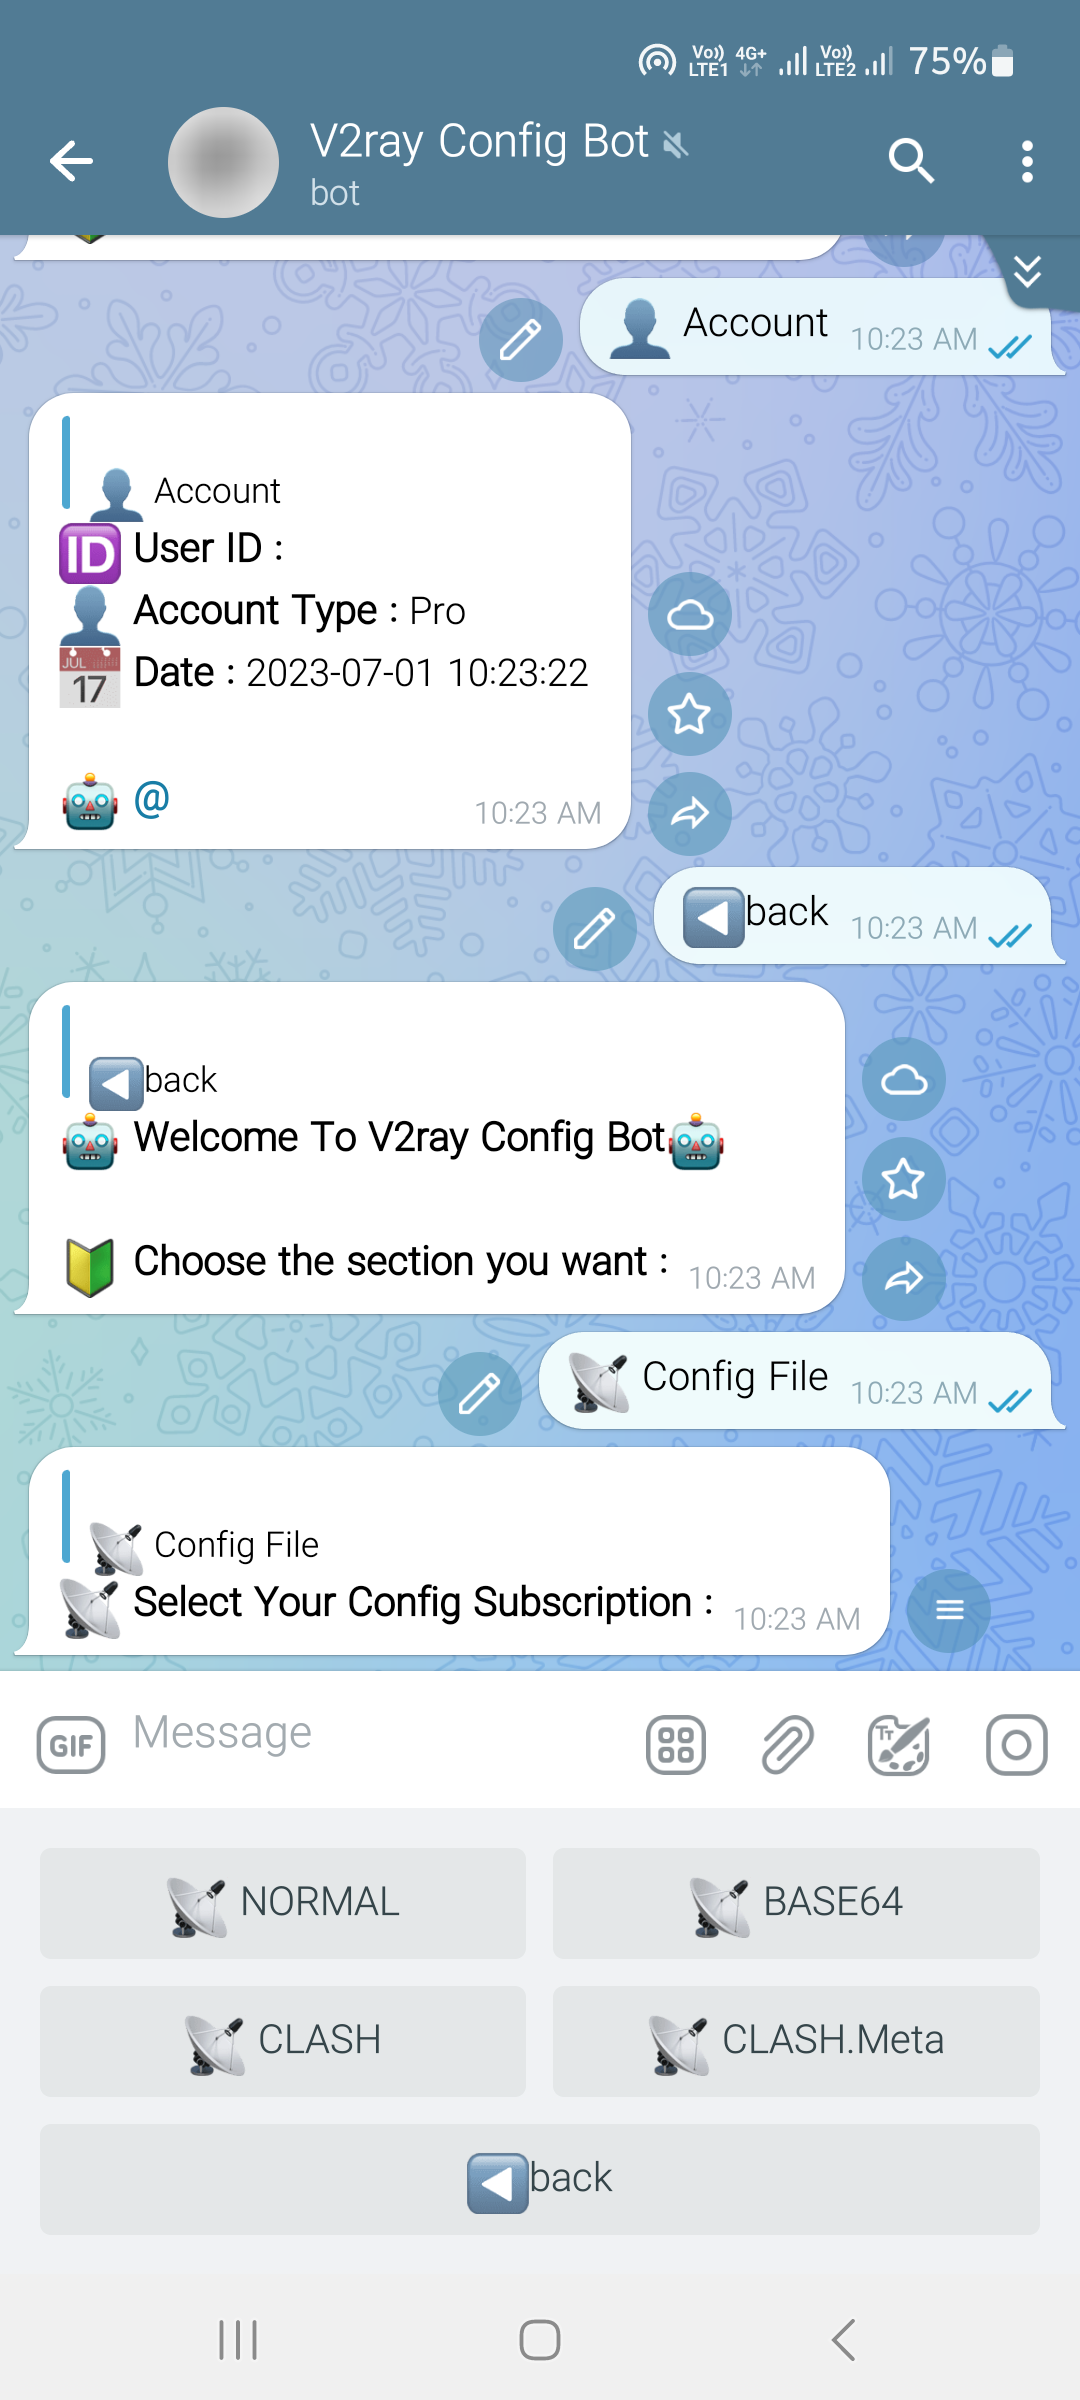 Vo)) LTE1 4G+ Vo)) LTE2 75%
V2ray Config Bot
bot
Account 10:23 AM
Account
ID User ID :
Account Type : Pro
JUL 17 Date : 2023-07-01 10:23:22
@ 10:23 AM
back 10:23 AM
back
Welcome To V2ray Config Bot
Choose the section you want : 10:23 AM
Config File 10:23 AM
Config File
Select Your Config Subscription : 10:23 AM
GIF Message
NORMAL BASE64
CLASH CLASH.Meta
back